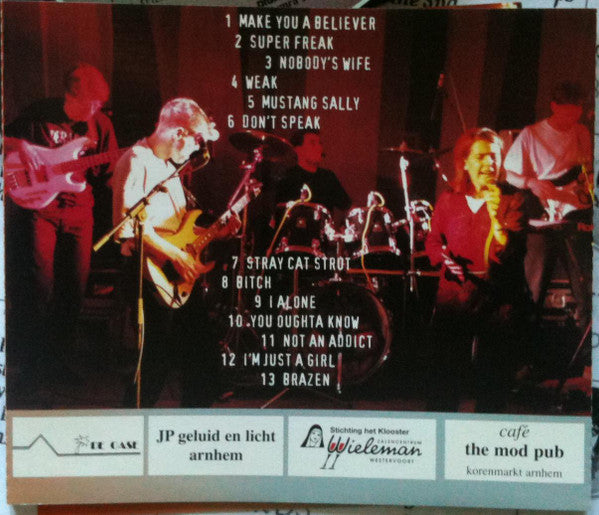 1 MAKE YOU A BELIEVER
2 SUPER FREAK
3 NOBODY'S WIFE
4 WEAK
5 MUSTANG SALLY
6 DON'T SPEAK
7 STRAY CAT STRUT
8 BITCH
9 I ALONE
10 YOU OUGHTA KNOW
11 NOT AN ADDICT
12 I'M JUST A GIRL
13 BRAZEN
DE OASE
JP geluid en licht
arnhem
Stichting het Klooster
ZALENCENTRUM
Wieleman
WESTERVOORT
café
the mod pub
korenmarkt arnhem